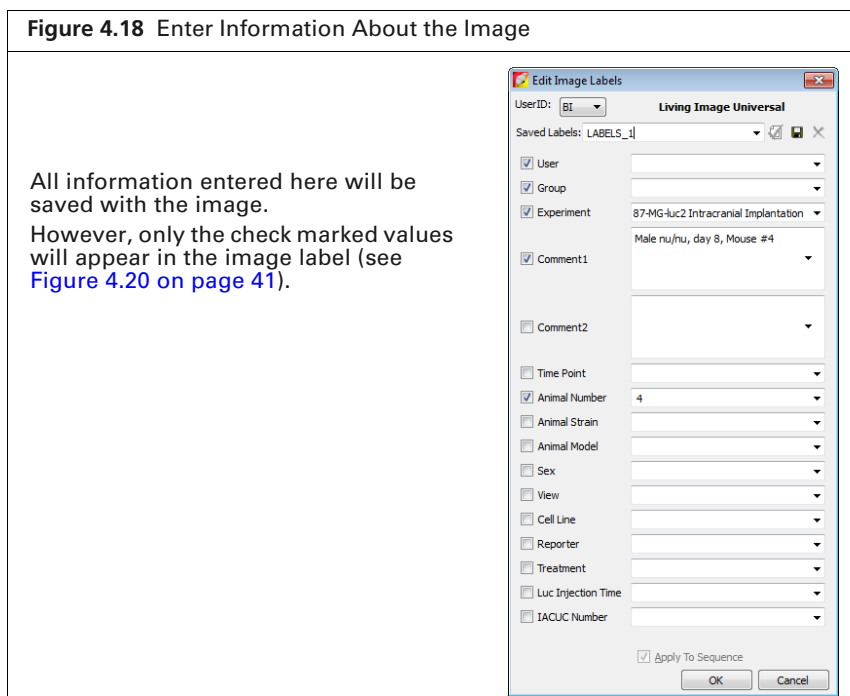 Figure 4.18 Enter Information About the Image
All information entered here will be
saved with the image.
However, only the check marked values
will appear in the image label (see
Figure 4.20 on page 41).
Edit Image Labels
UserID: BI Living Image Universal
Saved Labels: LABELS_1
User
Group
Experiment 87-MG-luc2 Intracranial Implantation
Comment1 Male nu/nu, day 8, Mouse #4
Comment2
Time Point
Animal Number 4
Animal Strain
Animal Model
Sex
View
Cell Line
Reporter
Treatment
Luc Injection Time
IACUC Number
Apply To Sequence
OK Cancel